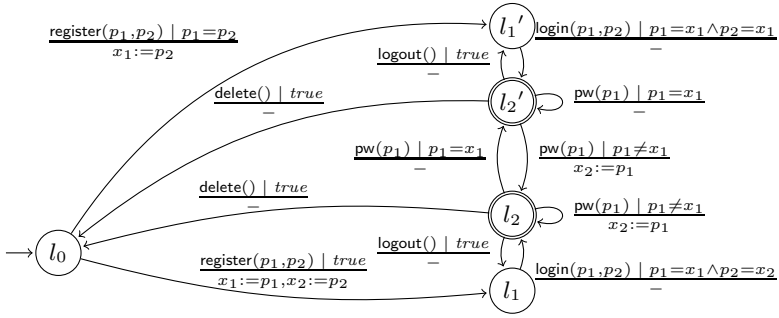 register(p₁,p₂) | p₁=p₂
x₁:=p₂
l₁′
login(p₁,p₂) | p₁=x₁∧p₂=x₁
−
logout() | true
−
delete() | true
−
l₂′
pw(p₁) | p₁=x₁
−
pw(p₁) | p₁=x₁
−
pw(p₁) | p₁≠x₁
x₂:=p₁
delete() | true
−
l₂
pw(p₁) | p₁≠x₁
x₂:=p₁
l₀
logout() | true
−
register(p₁,p₂) | true
x₁:=p₁,x₂:=p₂
l₁
login(p₁,p₂) | p₁=x₁∧p₂=x₂
−